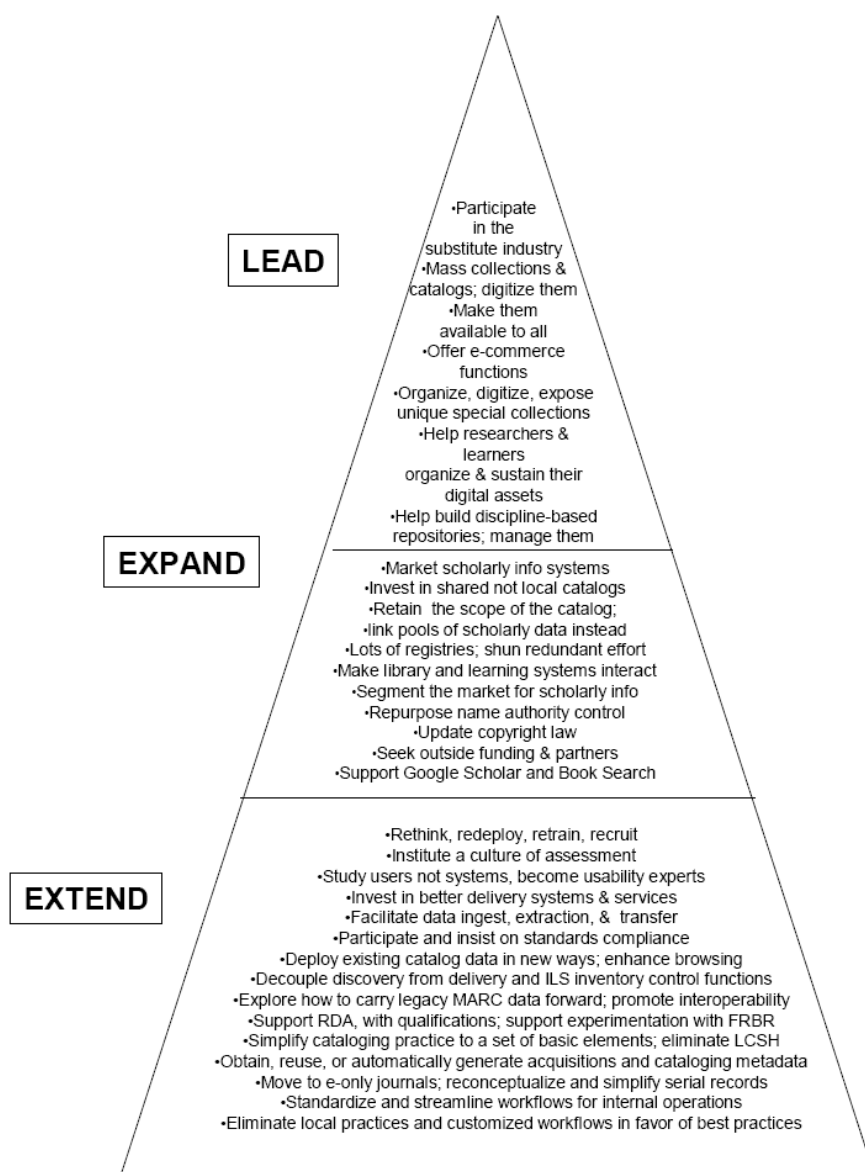 LEAD
•Participate
in the
substitute industry
•Mass collections &
catalogs; digitize them
•Make them
available to all
•Offer e-commerce
functions
•Organize, digitize, expose
unique special collections
•Help researchers &
learners
organize & sustain their
digital assets
•Help build discipline-based
repositories; manage them
EXPAND
•Market scholarly info systems
•Invest in shared not local catalogs
•Retain the scope of the catalog;
•link pools of scholarly data instead
•Lots of registries; shun redundant effort
•Make library and learning systems interact
•Segment the market for scholarly info
•Repurpose name authority control
•Update copyright law
•Seek outside funding & partners
•Support Google Scholar and Book Search
EXTEND
•Rethink, redeploy, retrain, recruit
•Institute a culture of assessment
•Study users not systems, become usability experts
•Invest in better delivery systems & services
•Facilitate data ingest, extraction, & transfer
•Participate and insist on standards compliance
•Deploy existing catalog data in new ways; enhance browsing
•Decouple discovery from delivery and ILS inventory control functions
•Explore how to carry legacy MARC data forward; promote interoperability
•Support RDA, with qualifications; support experimentation with FRBR
•Simplify cataloging practice to a set of basic elements; eliminate LCSH
•Obtain, reuse, or automatically generate acquisitions and cataloging metadata
•Move to e-only journals; reconceptualize and simplify serial records
•Standardize and streamline workflows for internal operations
•Eliminate local practices and customized workflows in favor of best practices